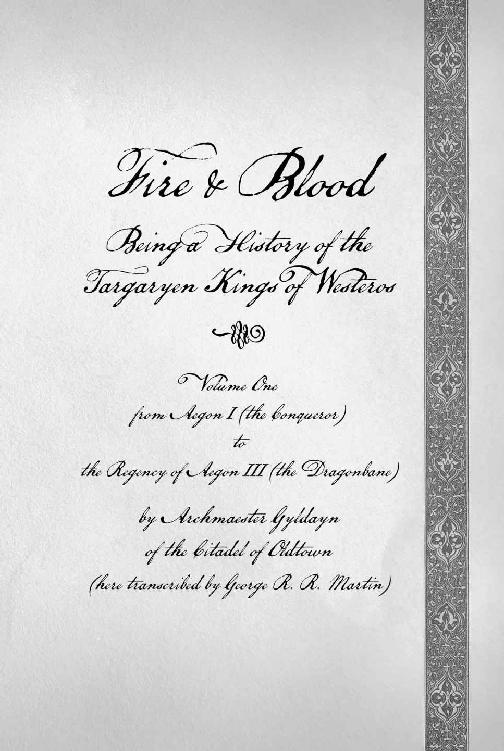 Fire & Blood
Being a History of the
Targaryen Kings of Westeros
Volume One
from Aegon I (the Conqueror)
to
the Regency of Aegon III (the Dragonbane)
by Archmaester Gyldayn
of the Citadel of Oldtown
(here transcribed by George R. R. Martin)